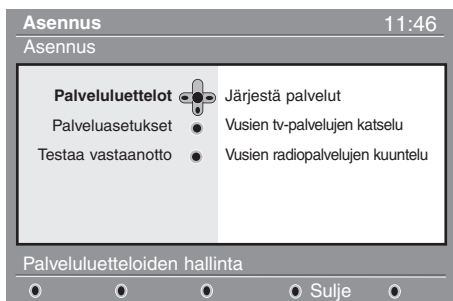 Asennus 11:46
Asennus
Palveluluettelot Järjestä palvelut
Palveluasetukset Vusien tv-palvelujen katselu
Testaa vastaanotto Vusien radiopalvelujen kuuntelu
Palveluluetteloiden hallinta
Sulje